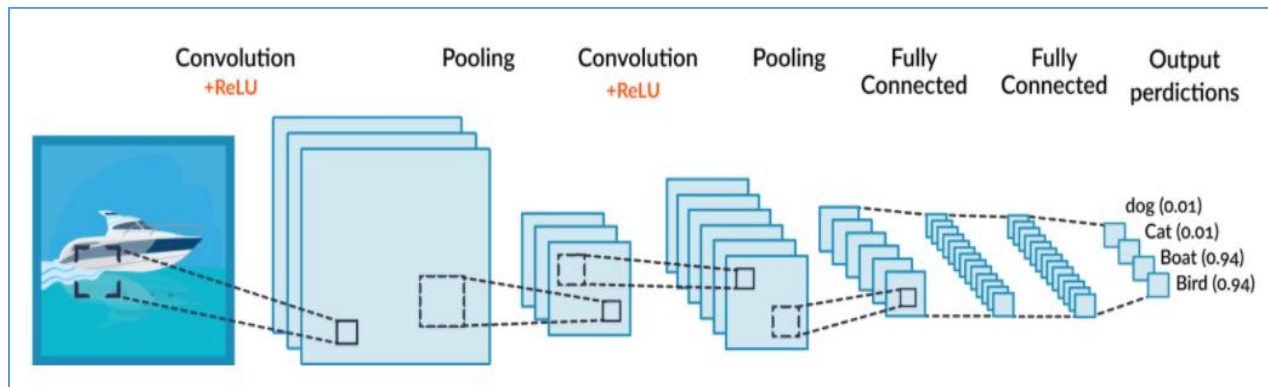 Convolution
+ReLU
Pooling
Convolution
+ReLU
Pooling
Fully
Connected
Fully
Connected
Output
perdictions
dog (0.01)
Cat (0.01)
Boat (0.94)
Bird (0.94)